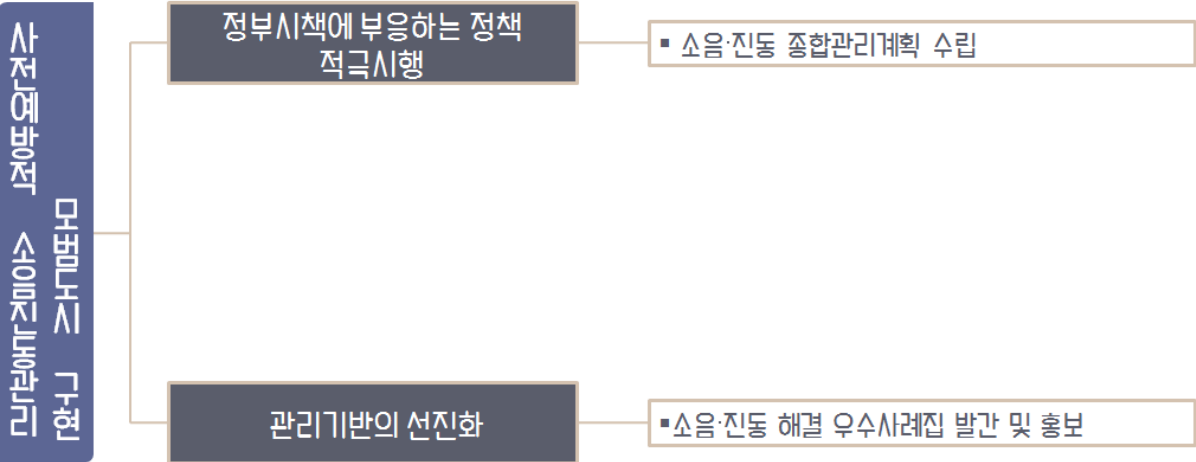 사전예방적 소음진동관리
모범도시 구현
정부시책에 부응하는 정책
적극시행
▪ 소음·진동 종합관리계획 수립
관리기반의 선진화
▪소음·진동 해결 우수사례집 발간 및 홍보